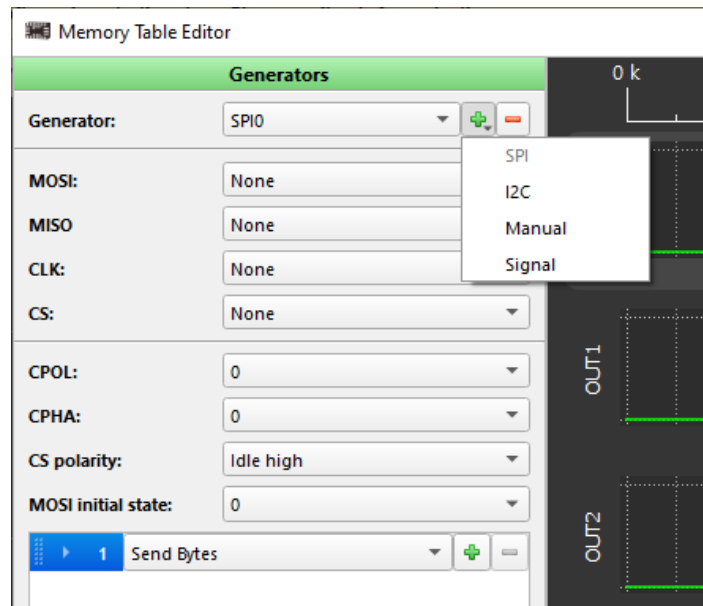 Memory Table Editor
Generators
0 k
Generator:
SPI0
SPI
I2C
Manual
Signal
MOSI:
None
MISO
None
CLK:
None
CS:
None
CPOL:
0
CPHA:
0
CS polarity:
Idle high
MOSI initial state:
0
1
Send Bytes
OUT1
OUT2